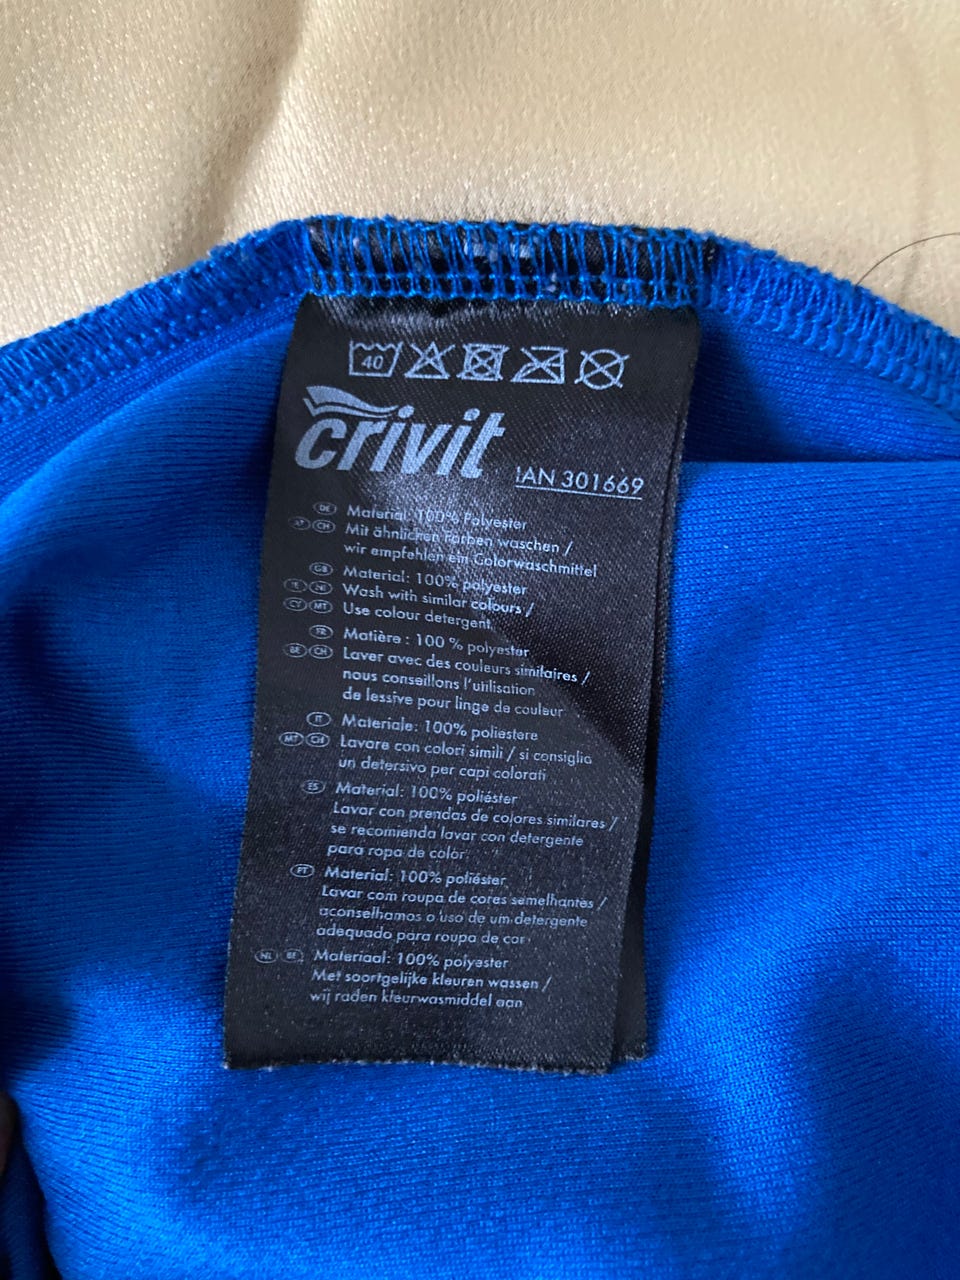 40
crivit
IAN 301669
DE Material: 100% Polyester
AT CH Mit ähnlichen Farben waschen /
wir empfehlen ein Colorwaschmittel
GB Material: 100% polyester
IE NI Wash with similar colours /
CY MT Use colour detergent
FR Matière : 100 % polyester
BE CH Laver avec des couleurs similaires /
nous conseillons l'utilisation
de lessive pour linge de couleur
IT Materiale: 100% poliestere
MT CH Lavare con colori simili / si consiglia
un detersivo per capi colorati
ES Material: 100% poliéster
Lavar con prendas de colores similares /
se recomienda lavar con detergente
para ropa de color
PT Material: 100% poliéster
Lavar com roupa de cores semelhantes /
aconselhamos o uso de um detergente
adequado para roupa de cor
NL BE Materiaal: 100% polyester
Met soortgelijke kleuren wassen /
wij raden kleurwasmiddel aan